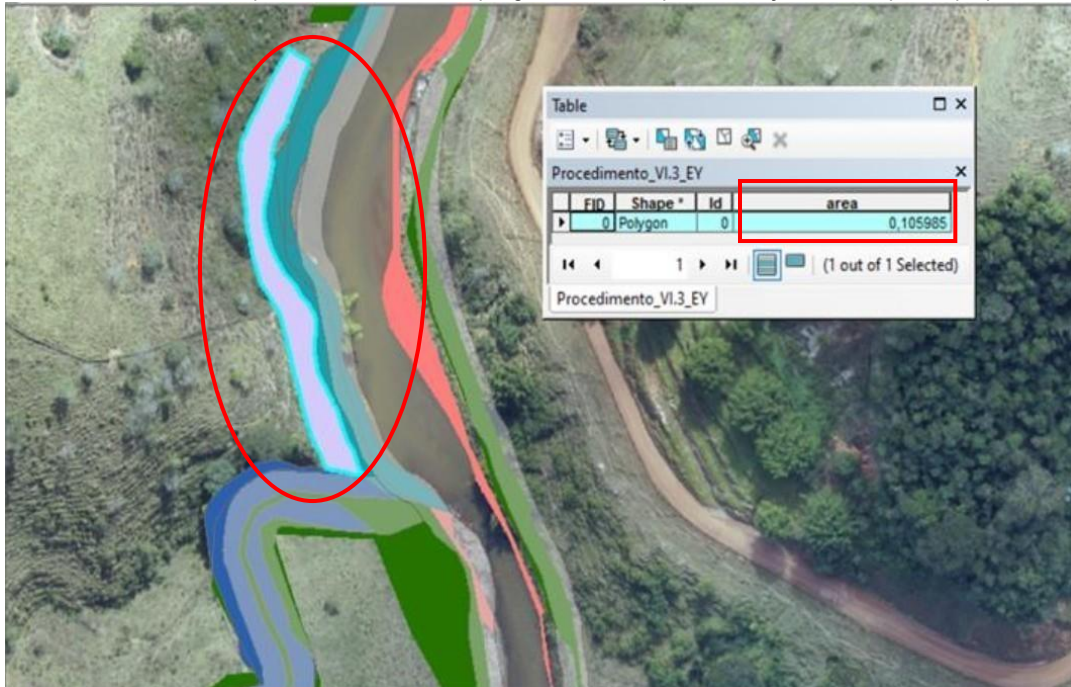 Table
Procedimento_VI.3_EY
FID Shape * Id area
0 Polygon 0 0,105985
1 (1 out of 1 Selected)
Procedimento_VI.3_EY